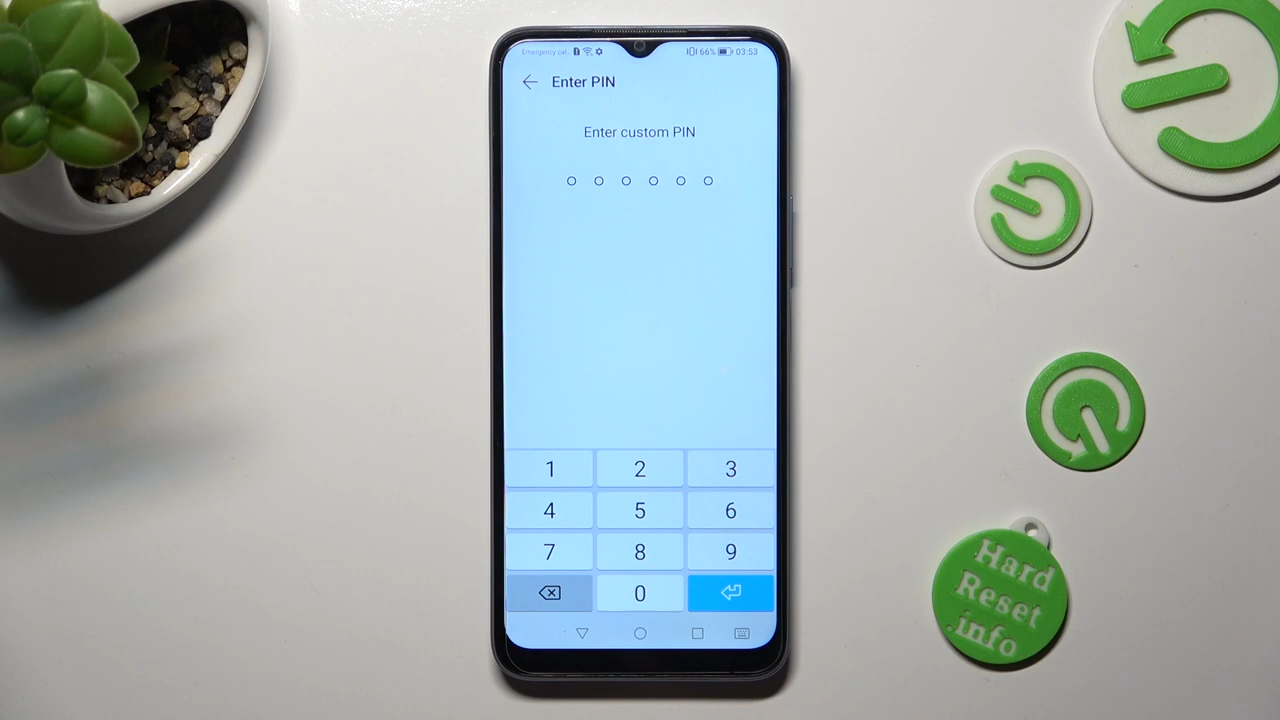 Emergency cal..
66%
03:53
Enter PIN
Enter custom PIN
1 2 3
4 5 6
7 8 9
0
Hard
Reset
.info